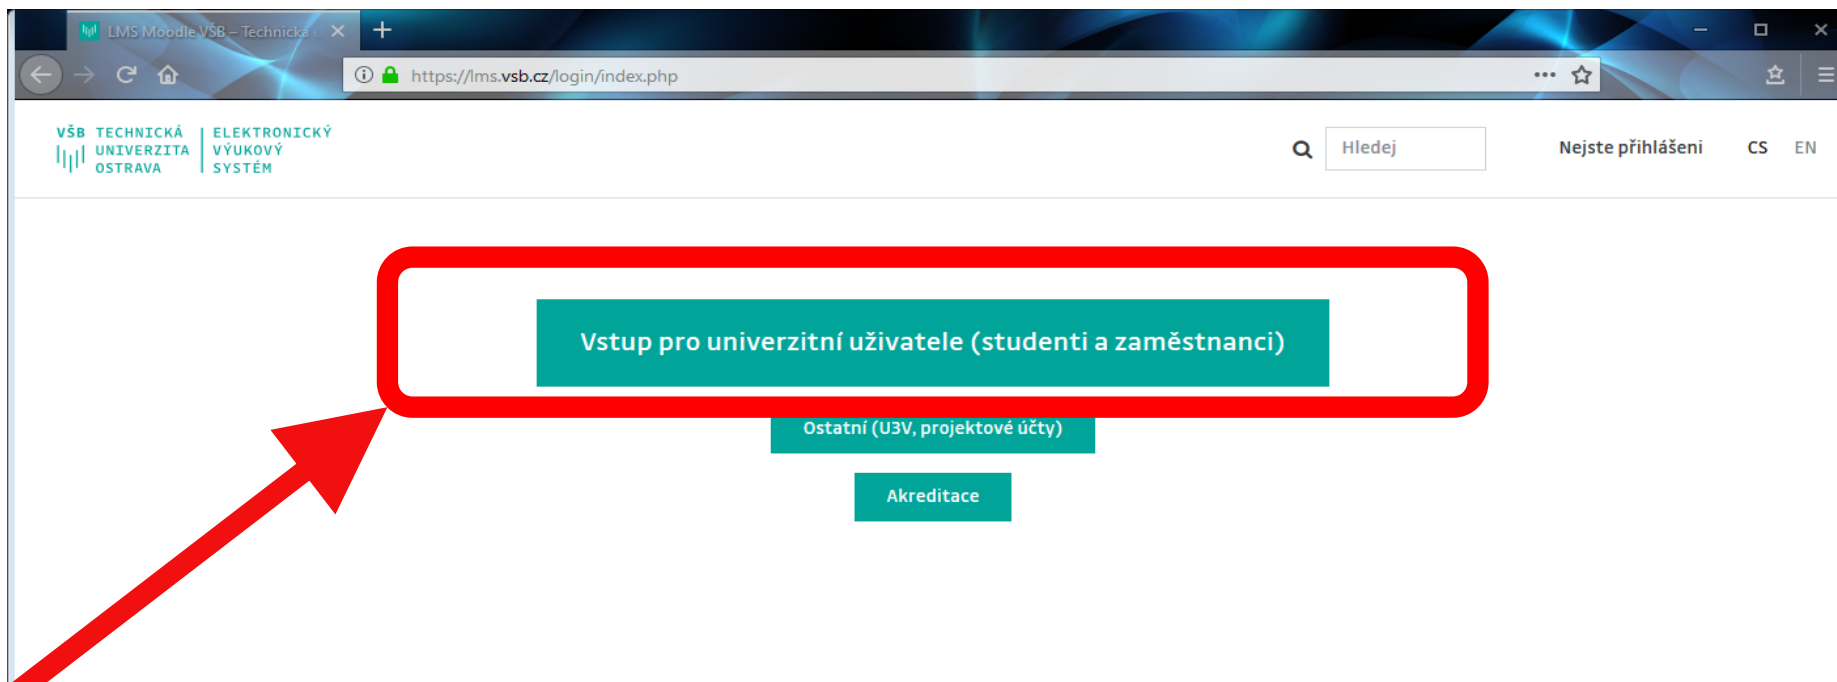 LMS Moodle VŠB – Technická
https://lms.vsb.cz/login/index.php
VŠB TECHNICKÁ UNIVERZITA OSTRAVA
ELEKTRONICKÝ VÝUKOVÝ SYSTÉM
Hledej
Nejste přihlášeni
CS EN
Vstup pro univerzitní uživatele (studenti a zaměstnanci)
Ostatní (U3V, projektové účty)
Akreditace